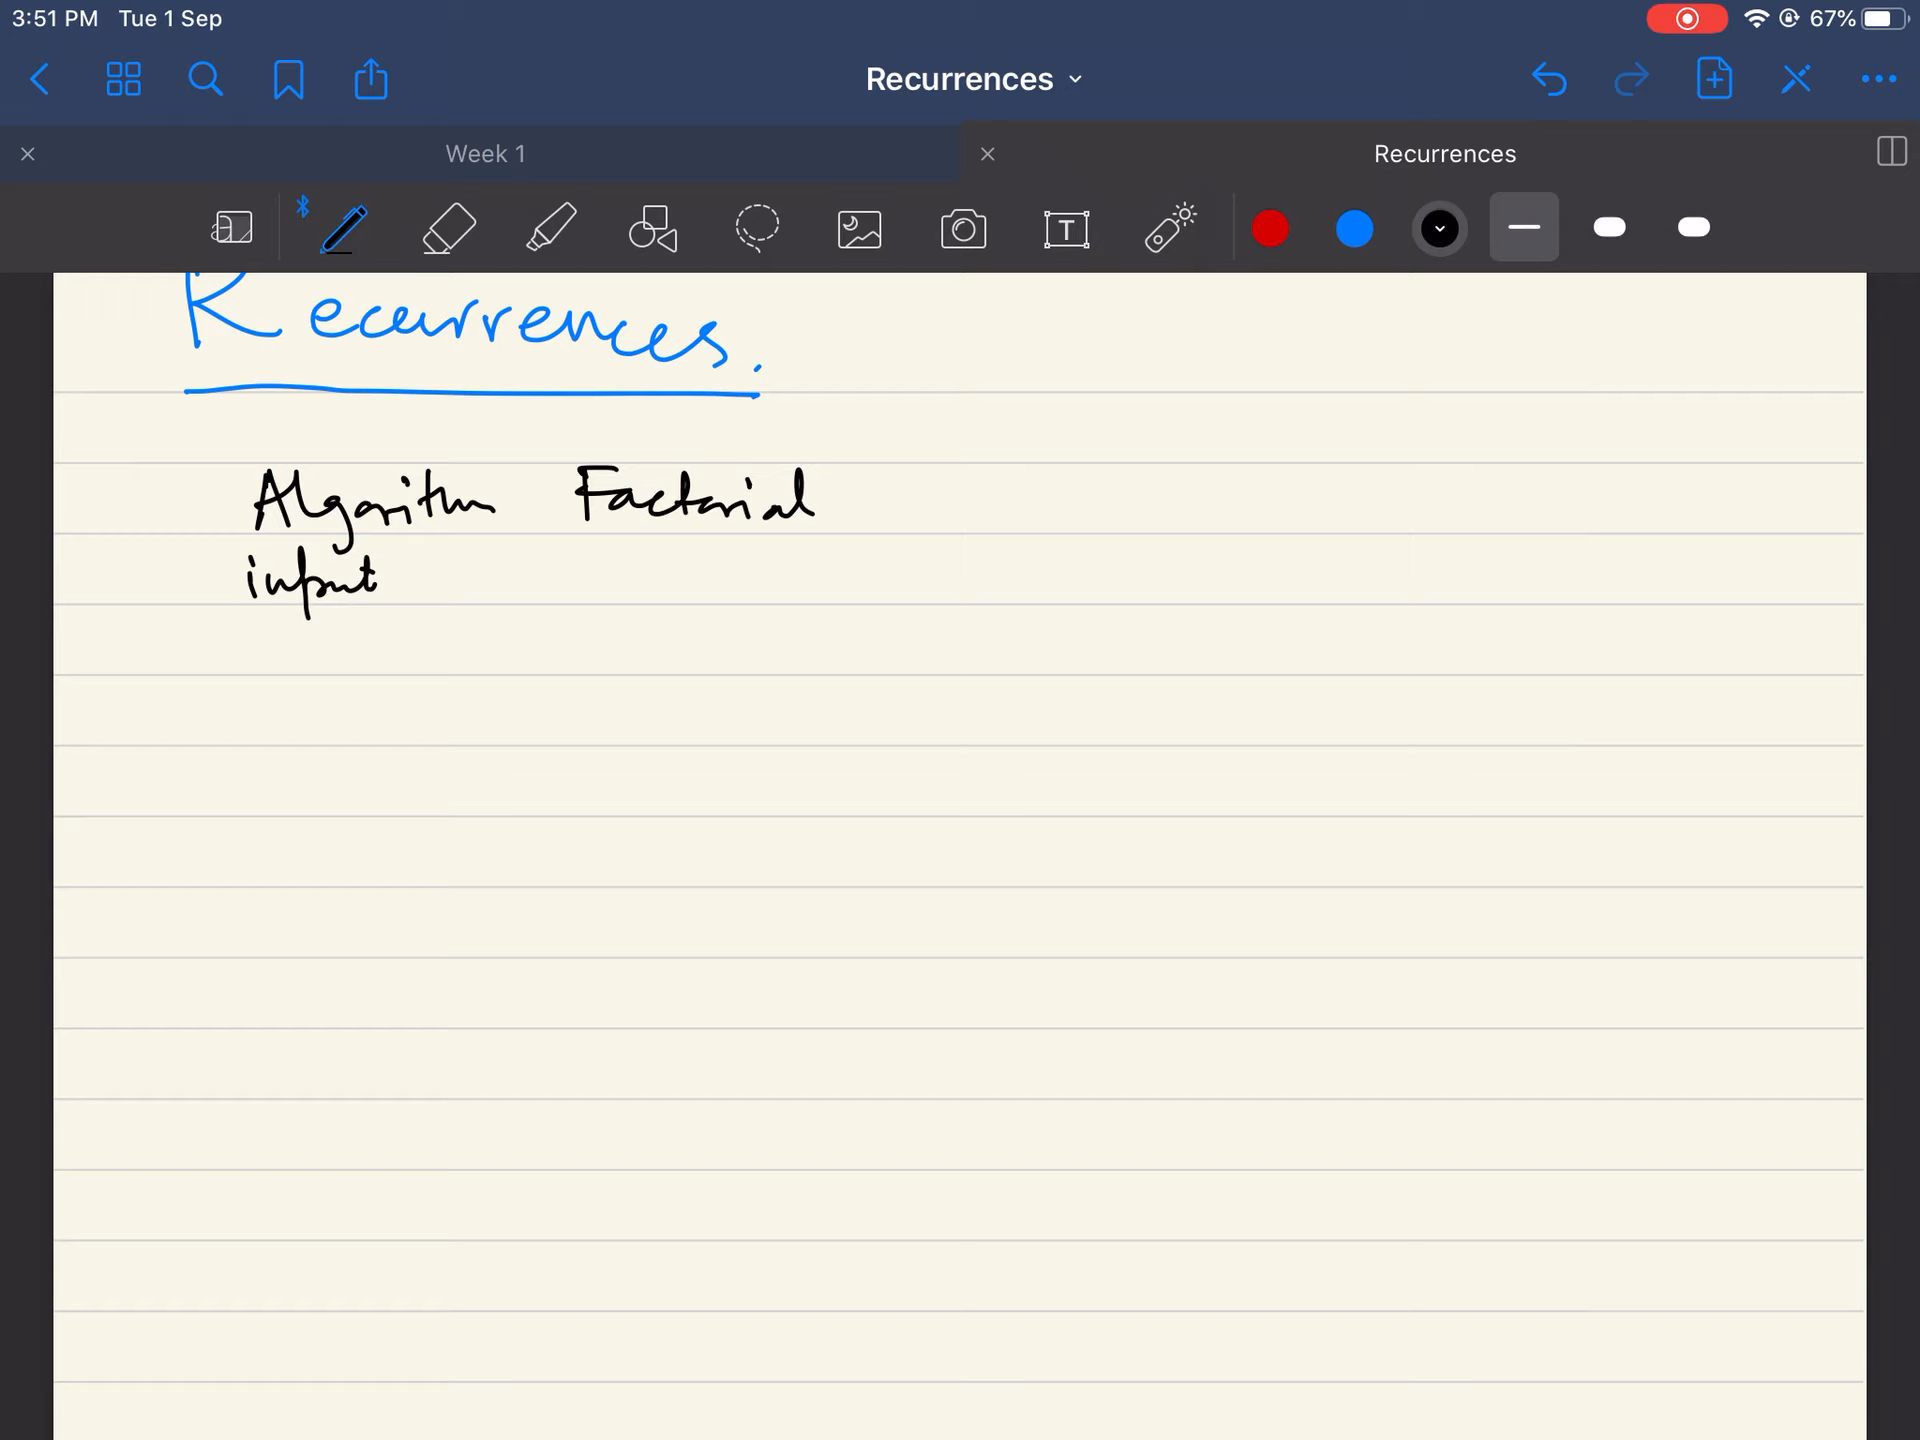 3:51 PM Tue 1 Sep 67%
Recurrences
Week 1 Recurrences
T
Recurrences.
Algorithm Factorial
input